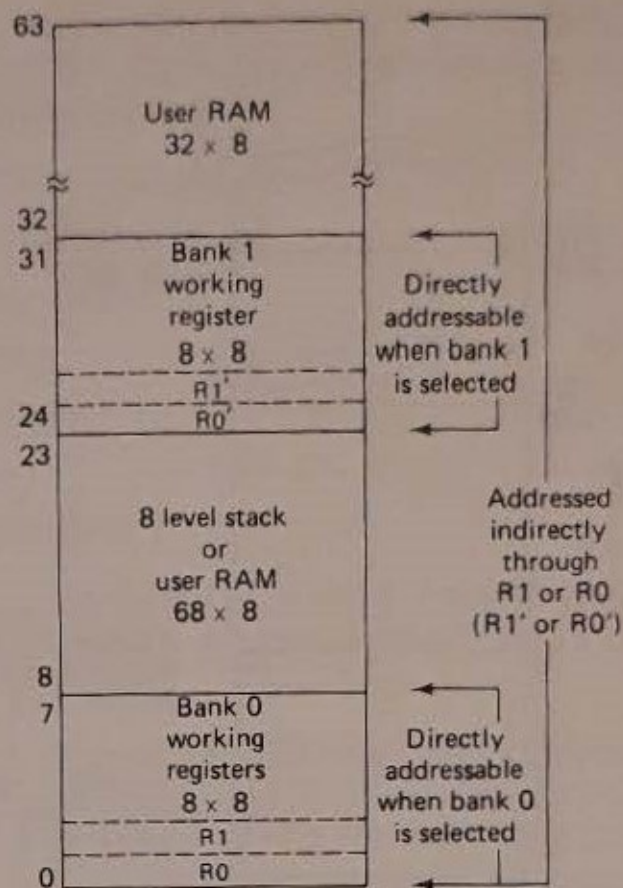 63
User RAM
32 × 8
32
31
Bank 1
working
register
8 × 8
R1'
R0'
24
23
Directly
addressable
when bank 1
is selected
8 level stack
or
user RAM
68 × 8
Addressed
indirectly
through
R1 or R0
(R1' or R0')
8
7
Bank 0
working
registers
8 × 8
R1
R0
0
Directly
addressable
when bank 0
is selected